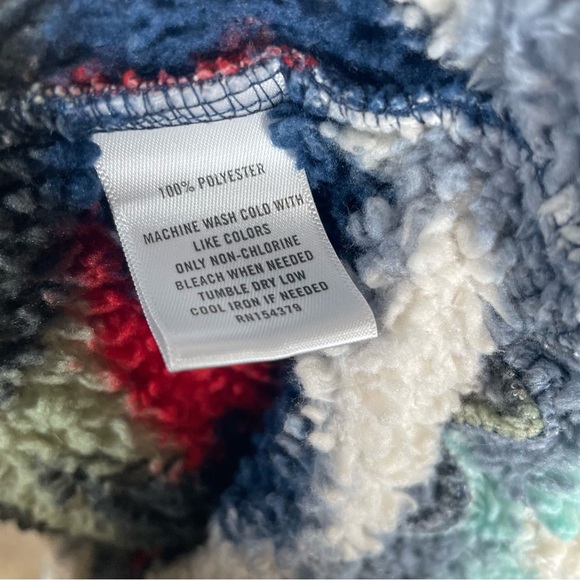 100% POLYESTER
MACHINE WASH COLD WITH
LIKE COLORS
ONLY NON-CHLORINE
BLEACH WHEN NEEDED
TUMBLE DRY LOW
COOL IRON IF NEEDED
RN154379